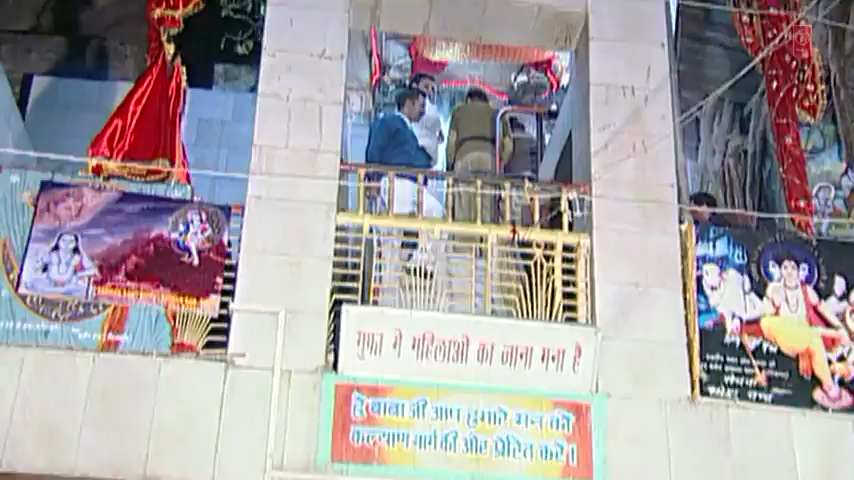 गुफा मे महिलाओ का जाना मना है
हे बाबा जी आप हमारे मन को
कल्याण मार्ग की ओर प्रेरित करें।